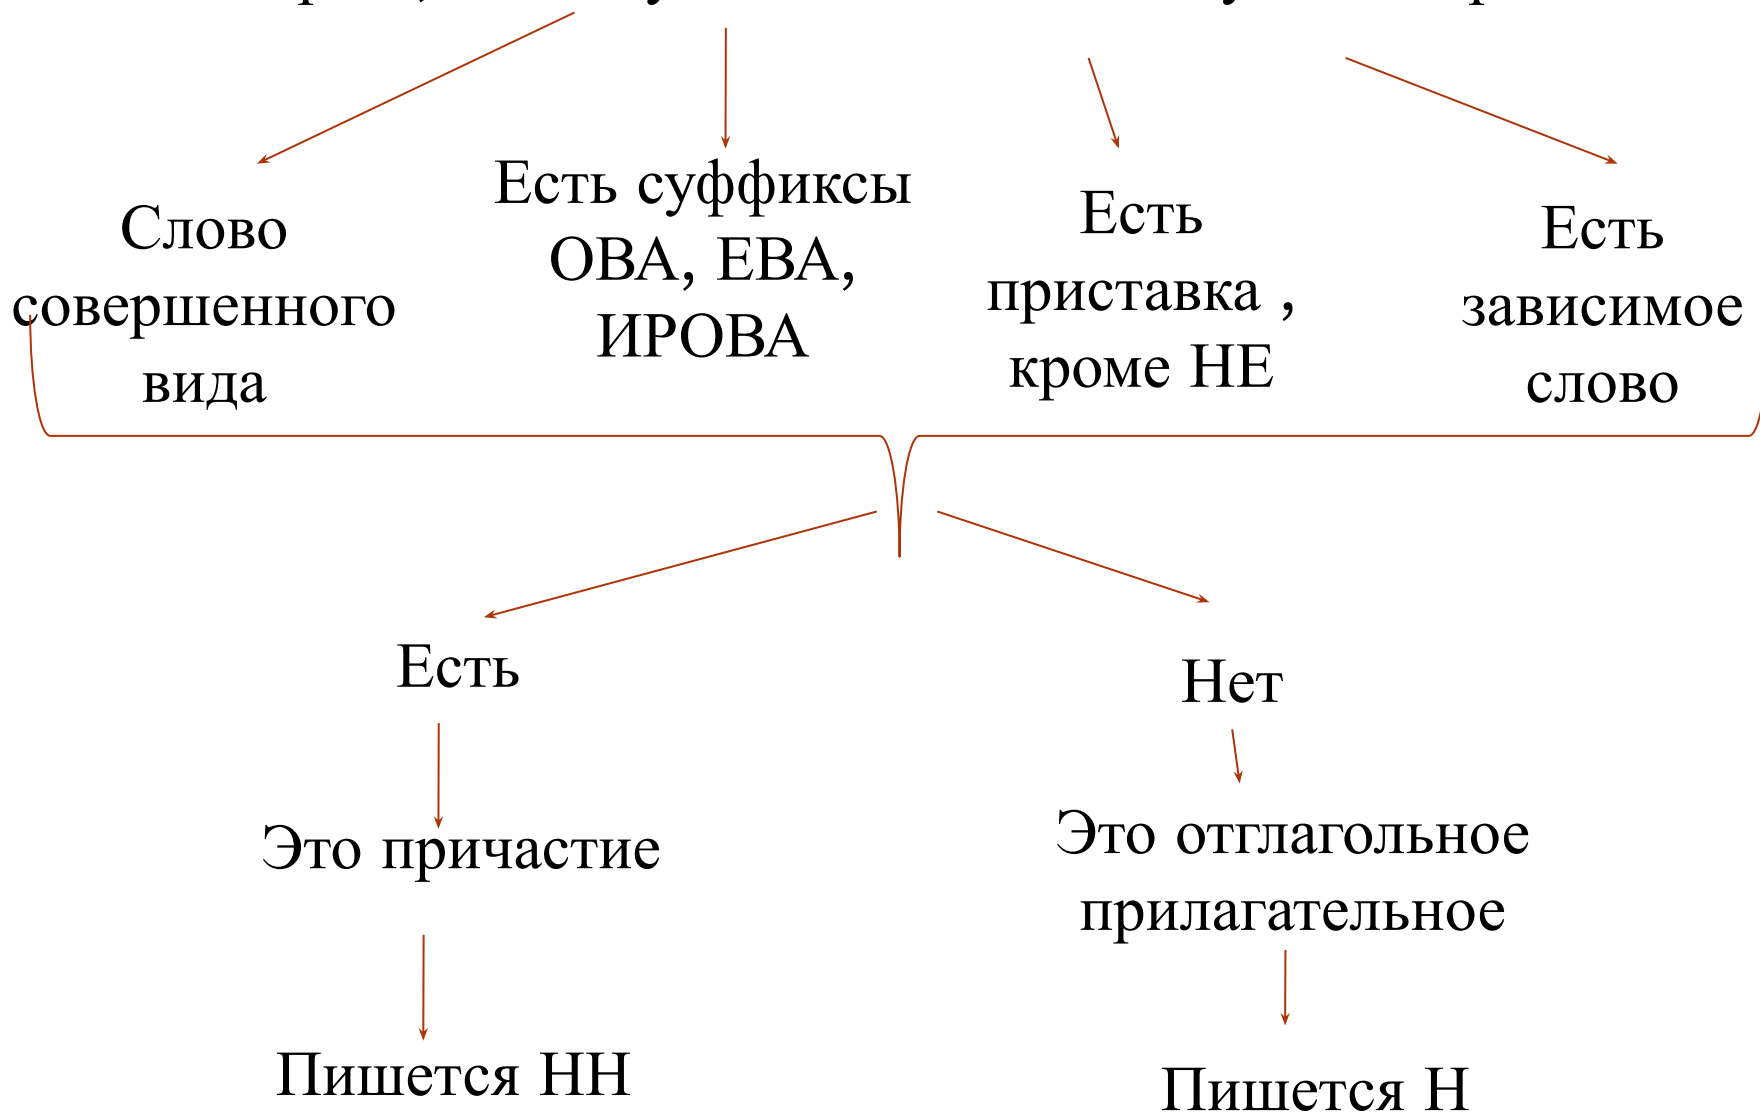 Слово
совершенного
вида
Есть суффиксы
ОВА, ЕВА,
ИРОВА
Есть
приставка ,
кроме НЕ
Есть
зависимое
слово
Есть
Нет
Это причастие
Это отглагольное
прилагательное
Пишется НН
Пишется Н